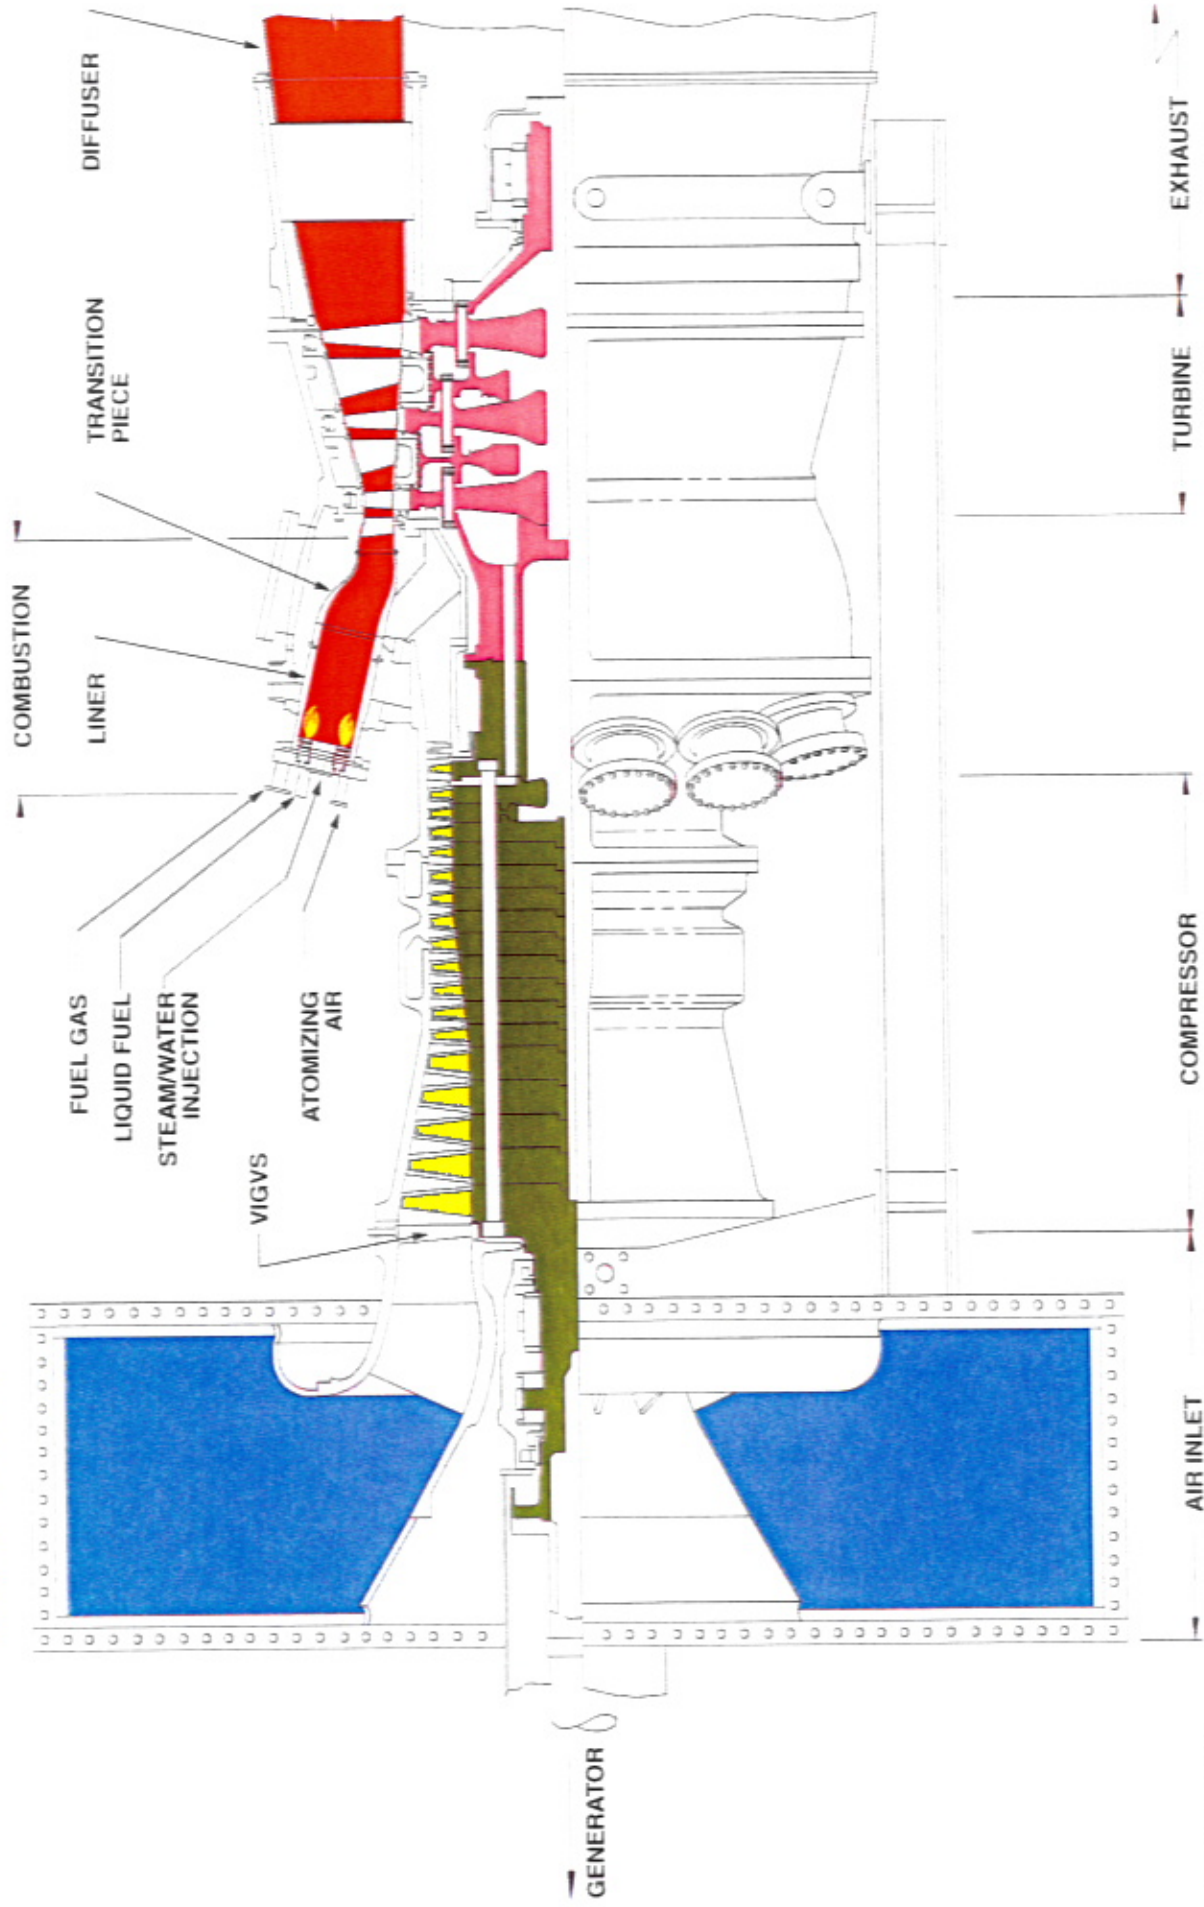 COMBUSTION
LINER
TRANSITION
PIECE
DIFFUSER
FUEL GAS
LIQUID FUEL
STEAM/WATER
INJECTION
ATOMIZING
AIR
VIGVS
GENERATOR
AIR INLET
COMPRESSOR
TURBINE
EXHAUST